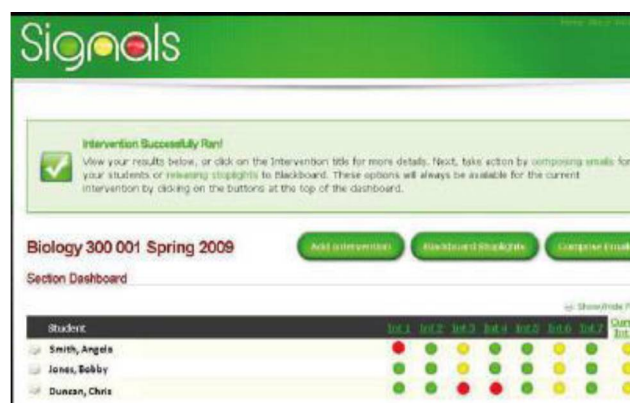 Signals
Intervention Successfully Ran!
View your results below, or click on the Intervention title for more details. Next, take action by composing emails for
your students or releasing stoplights to Blackboard. These options will always be available for the current
intervention by clicking on the buttons at the top of the dashboard.
Biology 300 001 Spring 2009
Add Intervention Blackboard Stoplights Compose Emails
Section Dashboard
Show/Hide
Student Int.1 Int.2 Int.3 Int.4 Int.5 Int.6 Int.7
Smith, Angela
Jones, Bobby
Duncan, Chris